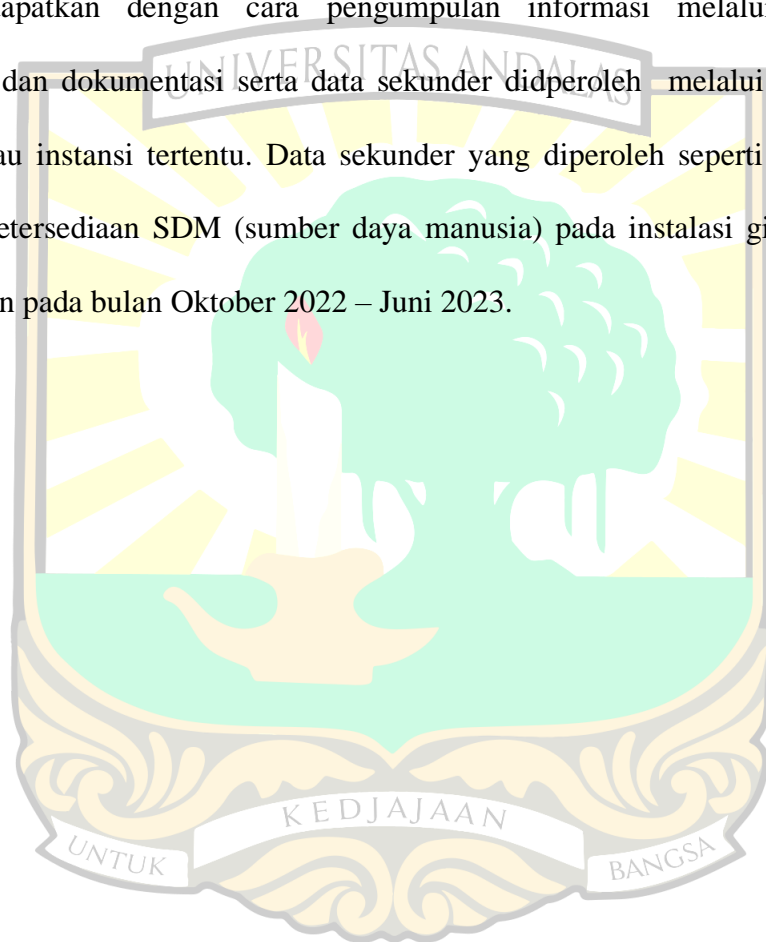 dapatkan dengan cara pengumpulan informasi melalui
dan dokumentasi serta data sekunder didperoleh melalui
au instansi tertentu. Data sekunder yang diperoleh seperti
etersediaan SDM (sumber daya manusia) pada instalasi gi
n pada bulan Oktober 2022 – Juni 2023.
UNIVERSITAS ANDALAS
KEDJAJAAN
UNTUK
BANGSA